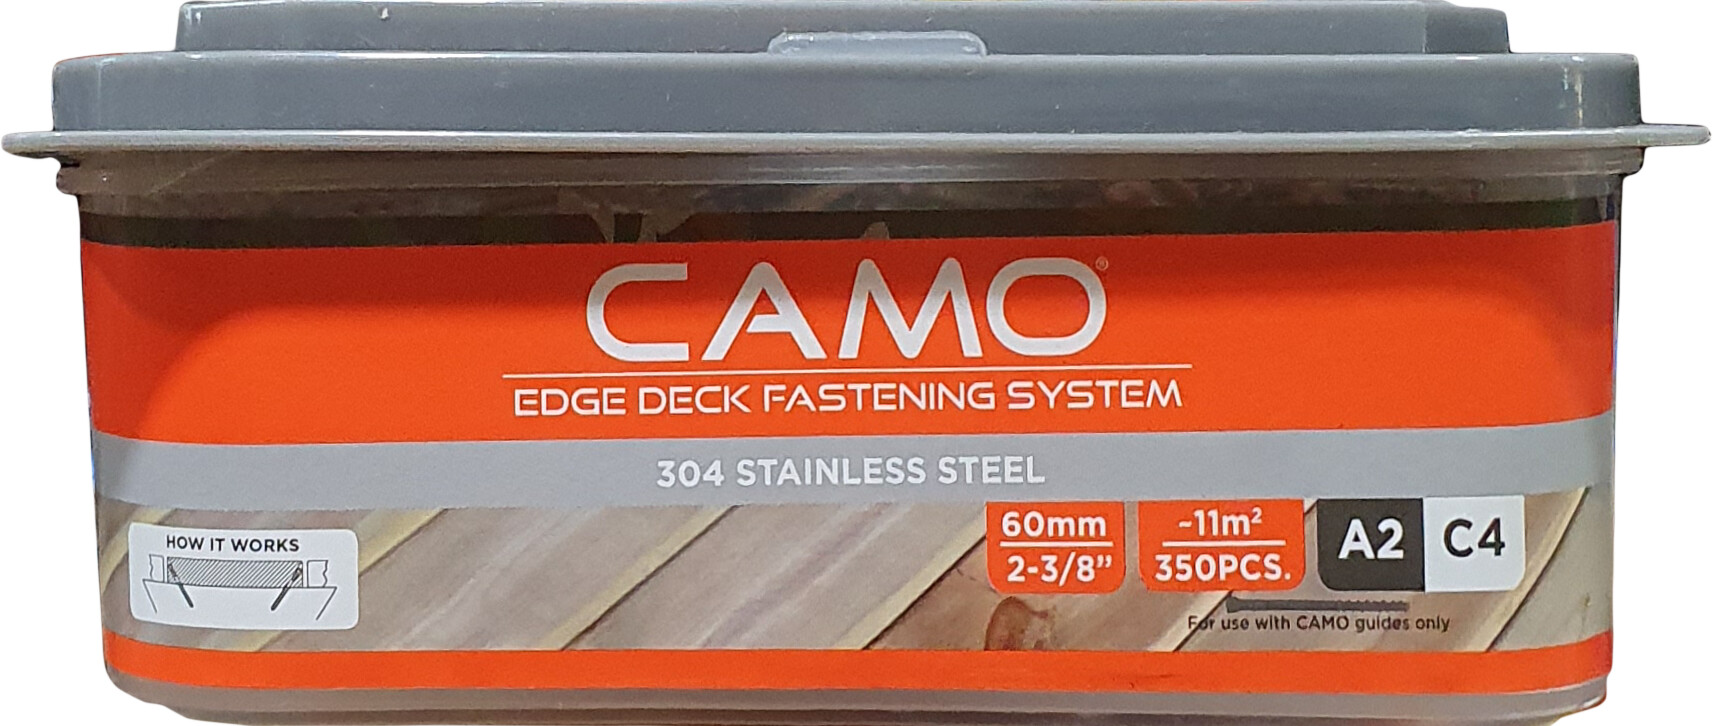 CAMO®
EDGE DECK FASTENING SYSTEM
304 STAINLESS STEEL
HOW IT WORKS
60mm
2-3/8”
~11m²
350PCS.
A2
C4
For use with CAMO guides only